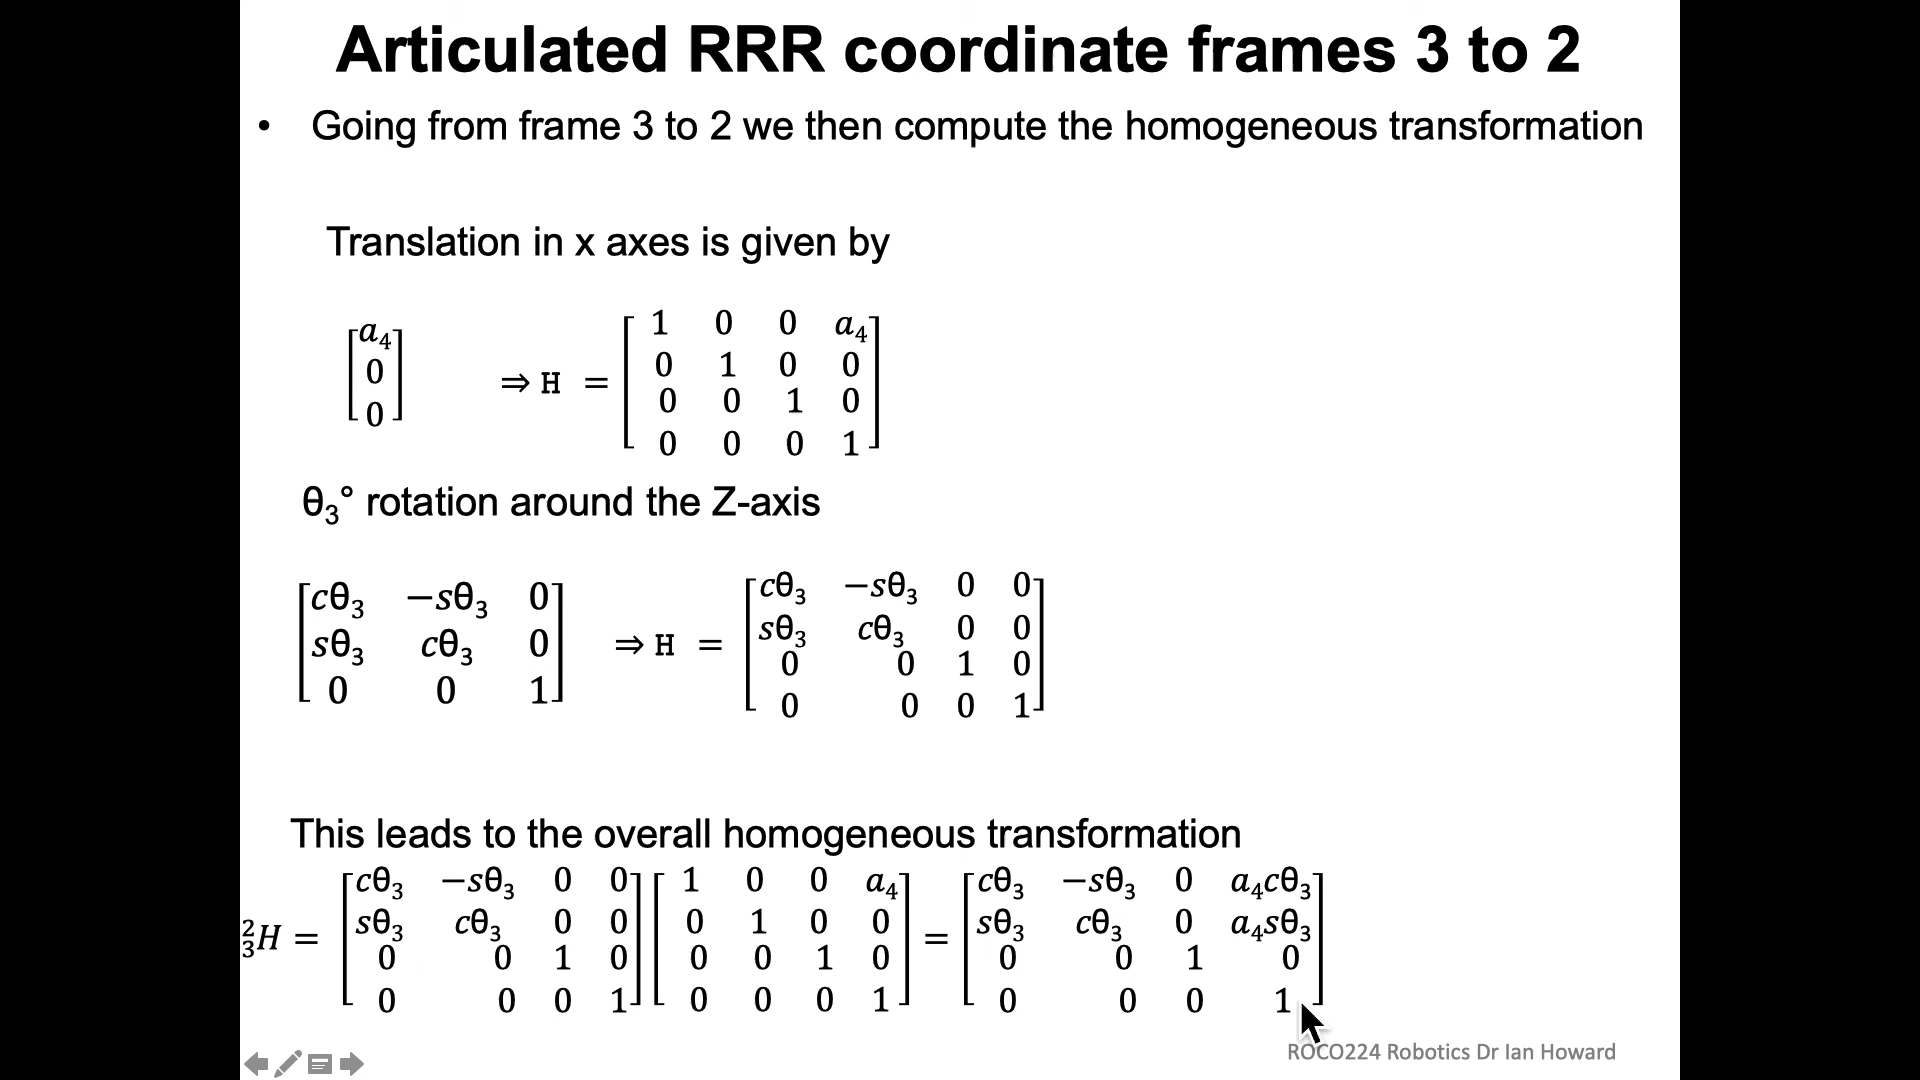 Articulated RRR coordinate frames 3 to 2
• Going from frame 3 to 2 we then compute the homogeneous transformation
Translation in x axes is given by
[a₄; 0; 0] ⇒ H = [1 0 0 a₄; 0 1 0 0; 0 0 1 0; 0 0 0 1]
θ₃° rotation around the Z-axis
[cθ₃ −sθ₃ 0; sθ₃ cθ₃ 0; 0 0 1] ⇒ H = [cθ₃ −sθ₃ 0 0; sθ₃ cθ₃ 0 0; 0 0 1 0; 0 0 0 1]
This leads to the overall homogeneous transformation
²₃H = [cθ₃ −sθ₃ 0 0; sθ₃ cθ₃ 0 0; 0 0 1 0; 0 0 0 1] [1 0 0 a₄; 0 1 0 0; 0 0 1 0; 0 0 0 1] = [cθ₃ −sθ₃ 0 a₄cθ₃; sθ₃ cθ₃ 0 a₄sθ₃; 0 0 1 0; 0 0 0 1]
ROCO224 Robotics Dr Ian Howard